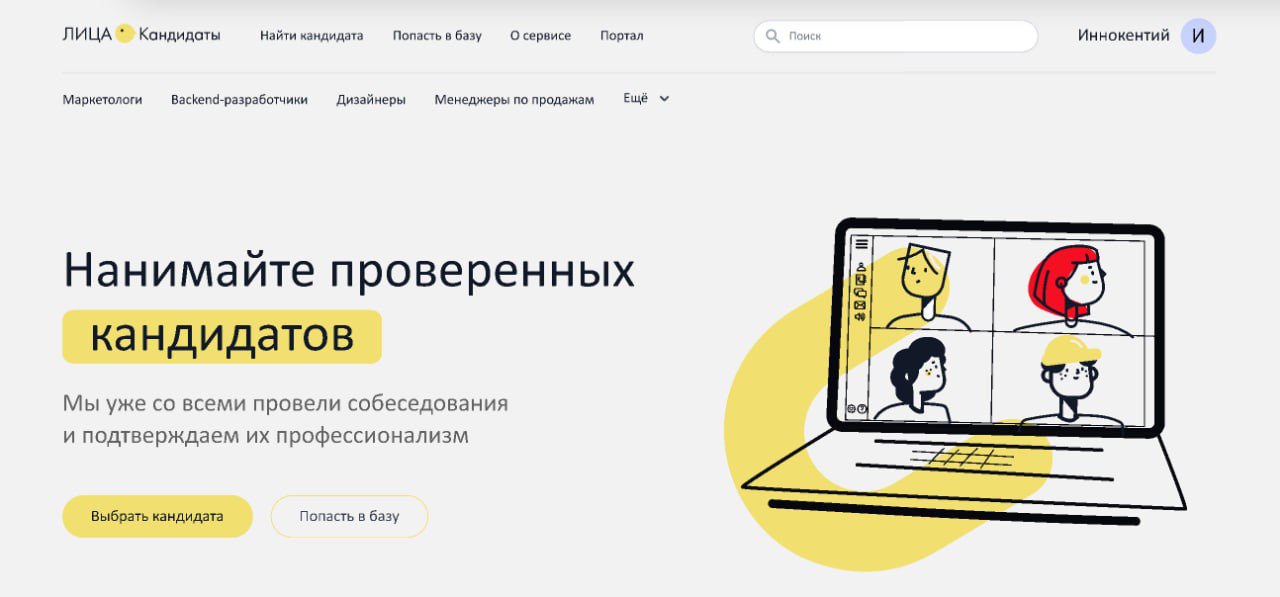 ЛИЦА Кандидаты Найти кандидата Попасть в базу О сервисе Портал Поиск Иннокентий И
Маркетологи Backend-разработчики Дизайнеры Менеджеры по продажам Ещё
Нанимайте проверенных
кандидатов
Мы уже со всеми провели собеседования
и подтверждаем их профессионализм
Выбрать кандидата Попасть в базу